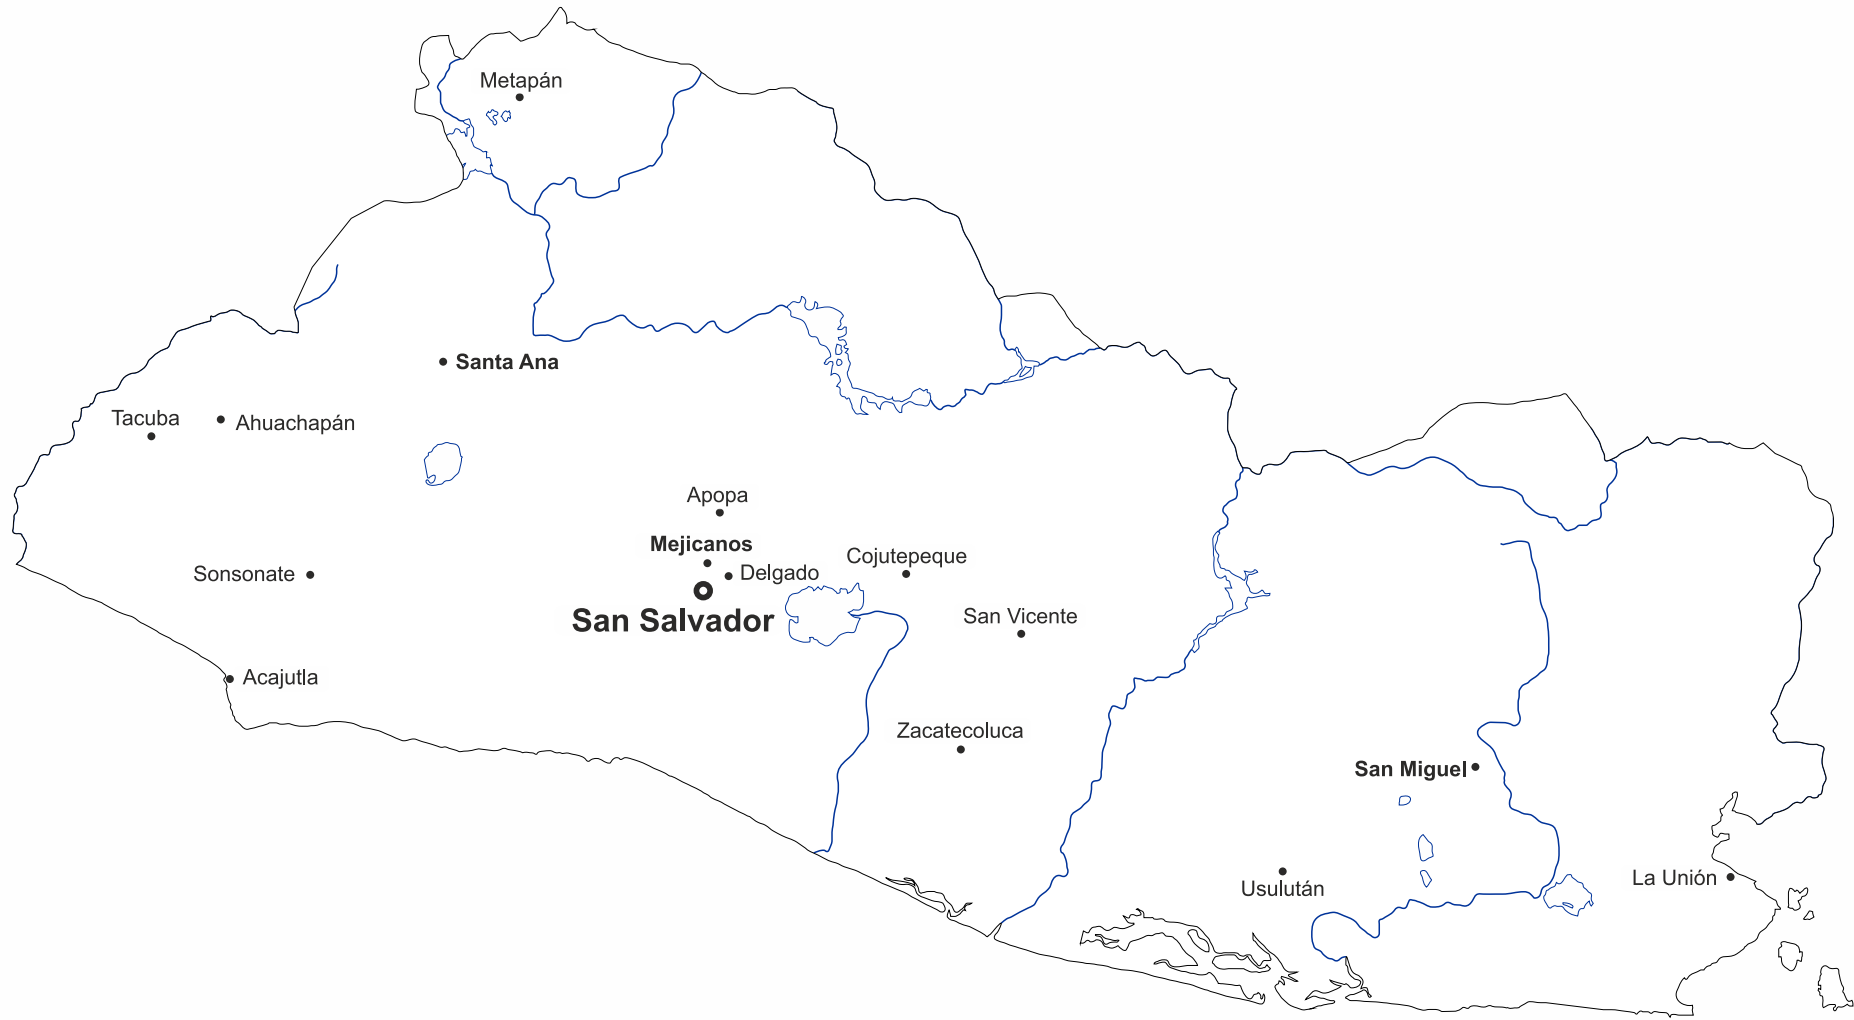 Metapán
Santa Ana
Tacuba
Ahuachapán
Apopa
Mejicanos
Cojutepeque
Delgado
Sonsonate
San Salvador
San Vicente
Acajutla
Zacatecoluca
San Miguel
La Unión
Usulután